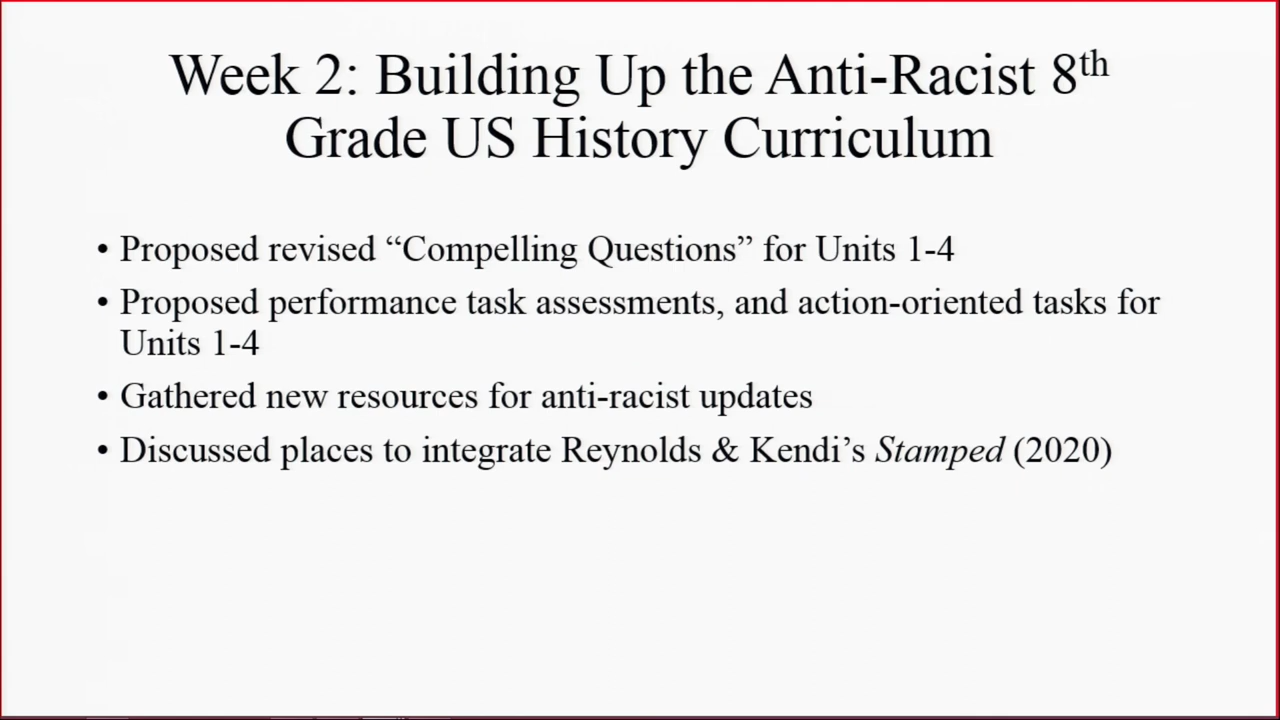 Week 2: Building Up the Anti-Racist 8th
Grade US History Curriculum
• Proposed revised “Compelling Questions” for Units 1-4
• Proposed performance task assessments, and action-oriented tasks for
Units 1-4
• Gathered new resources for anti-racist updates
• Discussed places to integrate Reynolds & Kendi’s Stamped (2020)